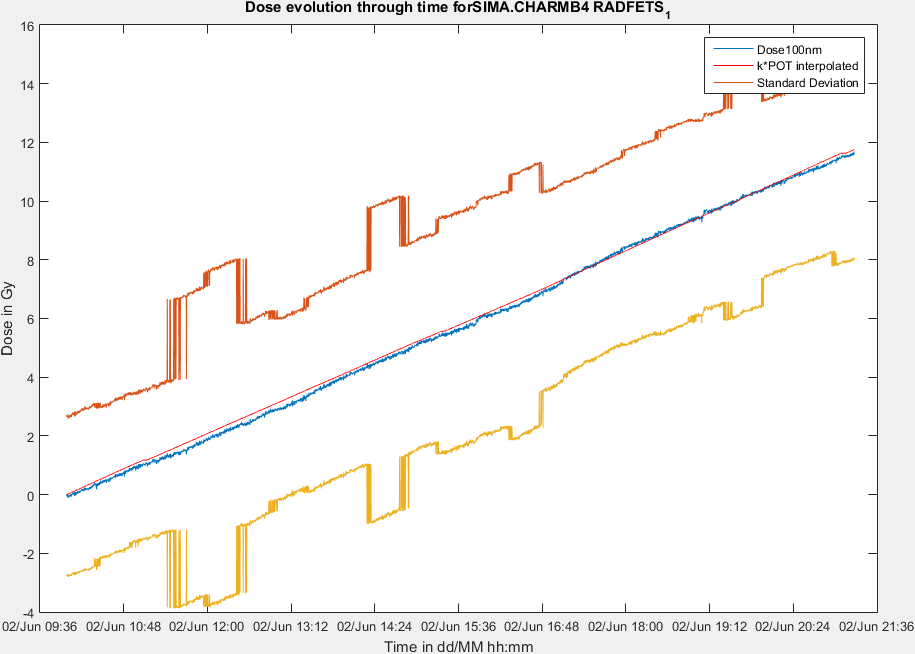 Dose evolution through time forSIMA.CHARMB4 RADFETS1
16
14
12
10
8
6
4
2
0
-2
-4
Dose in Gy
Dose100nm
k*POT interpolated
Standard Deviation
02/Jun 09:36 02/Jun 10:48 02/Jun 12:00 02/Jun 13:12 02/Jun 14:24 02/Jun 15:36 02/Jun 16:48 02/Jun 18:00 02/Jun 19:12 02/Jun 20:24 02/Jun 21:36
Time in dd/MM hh:mm